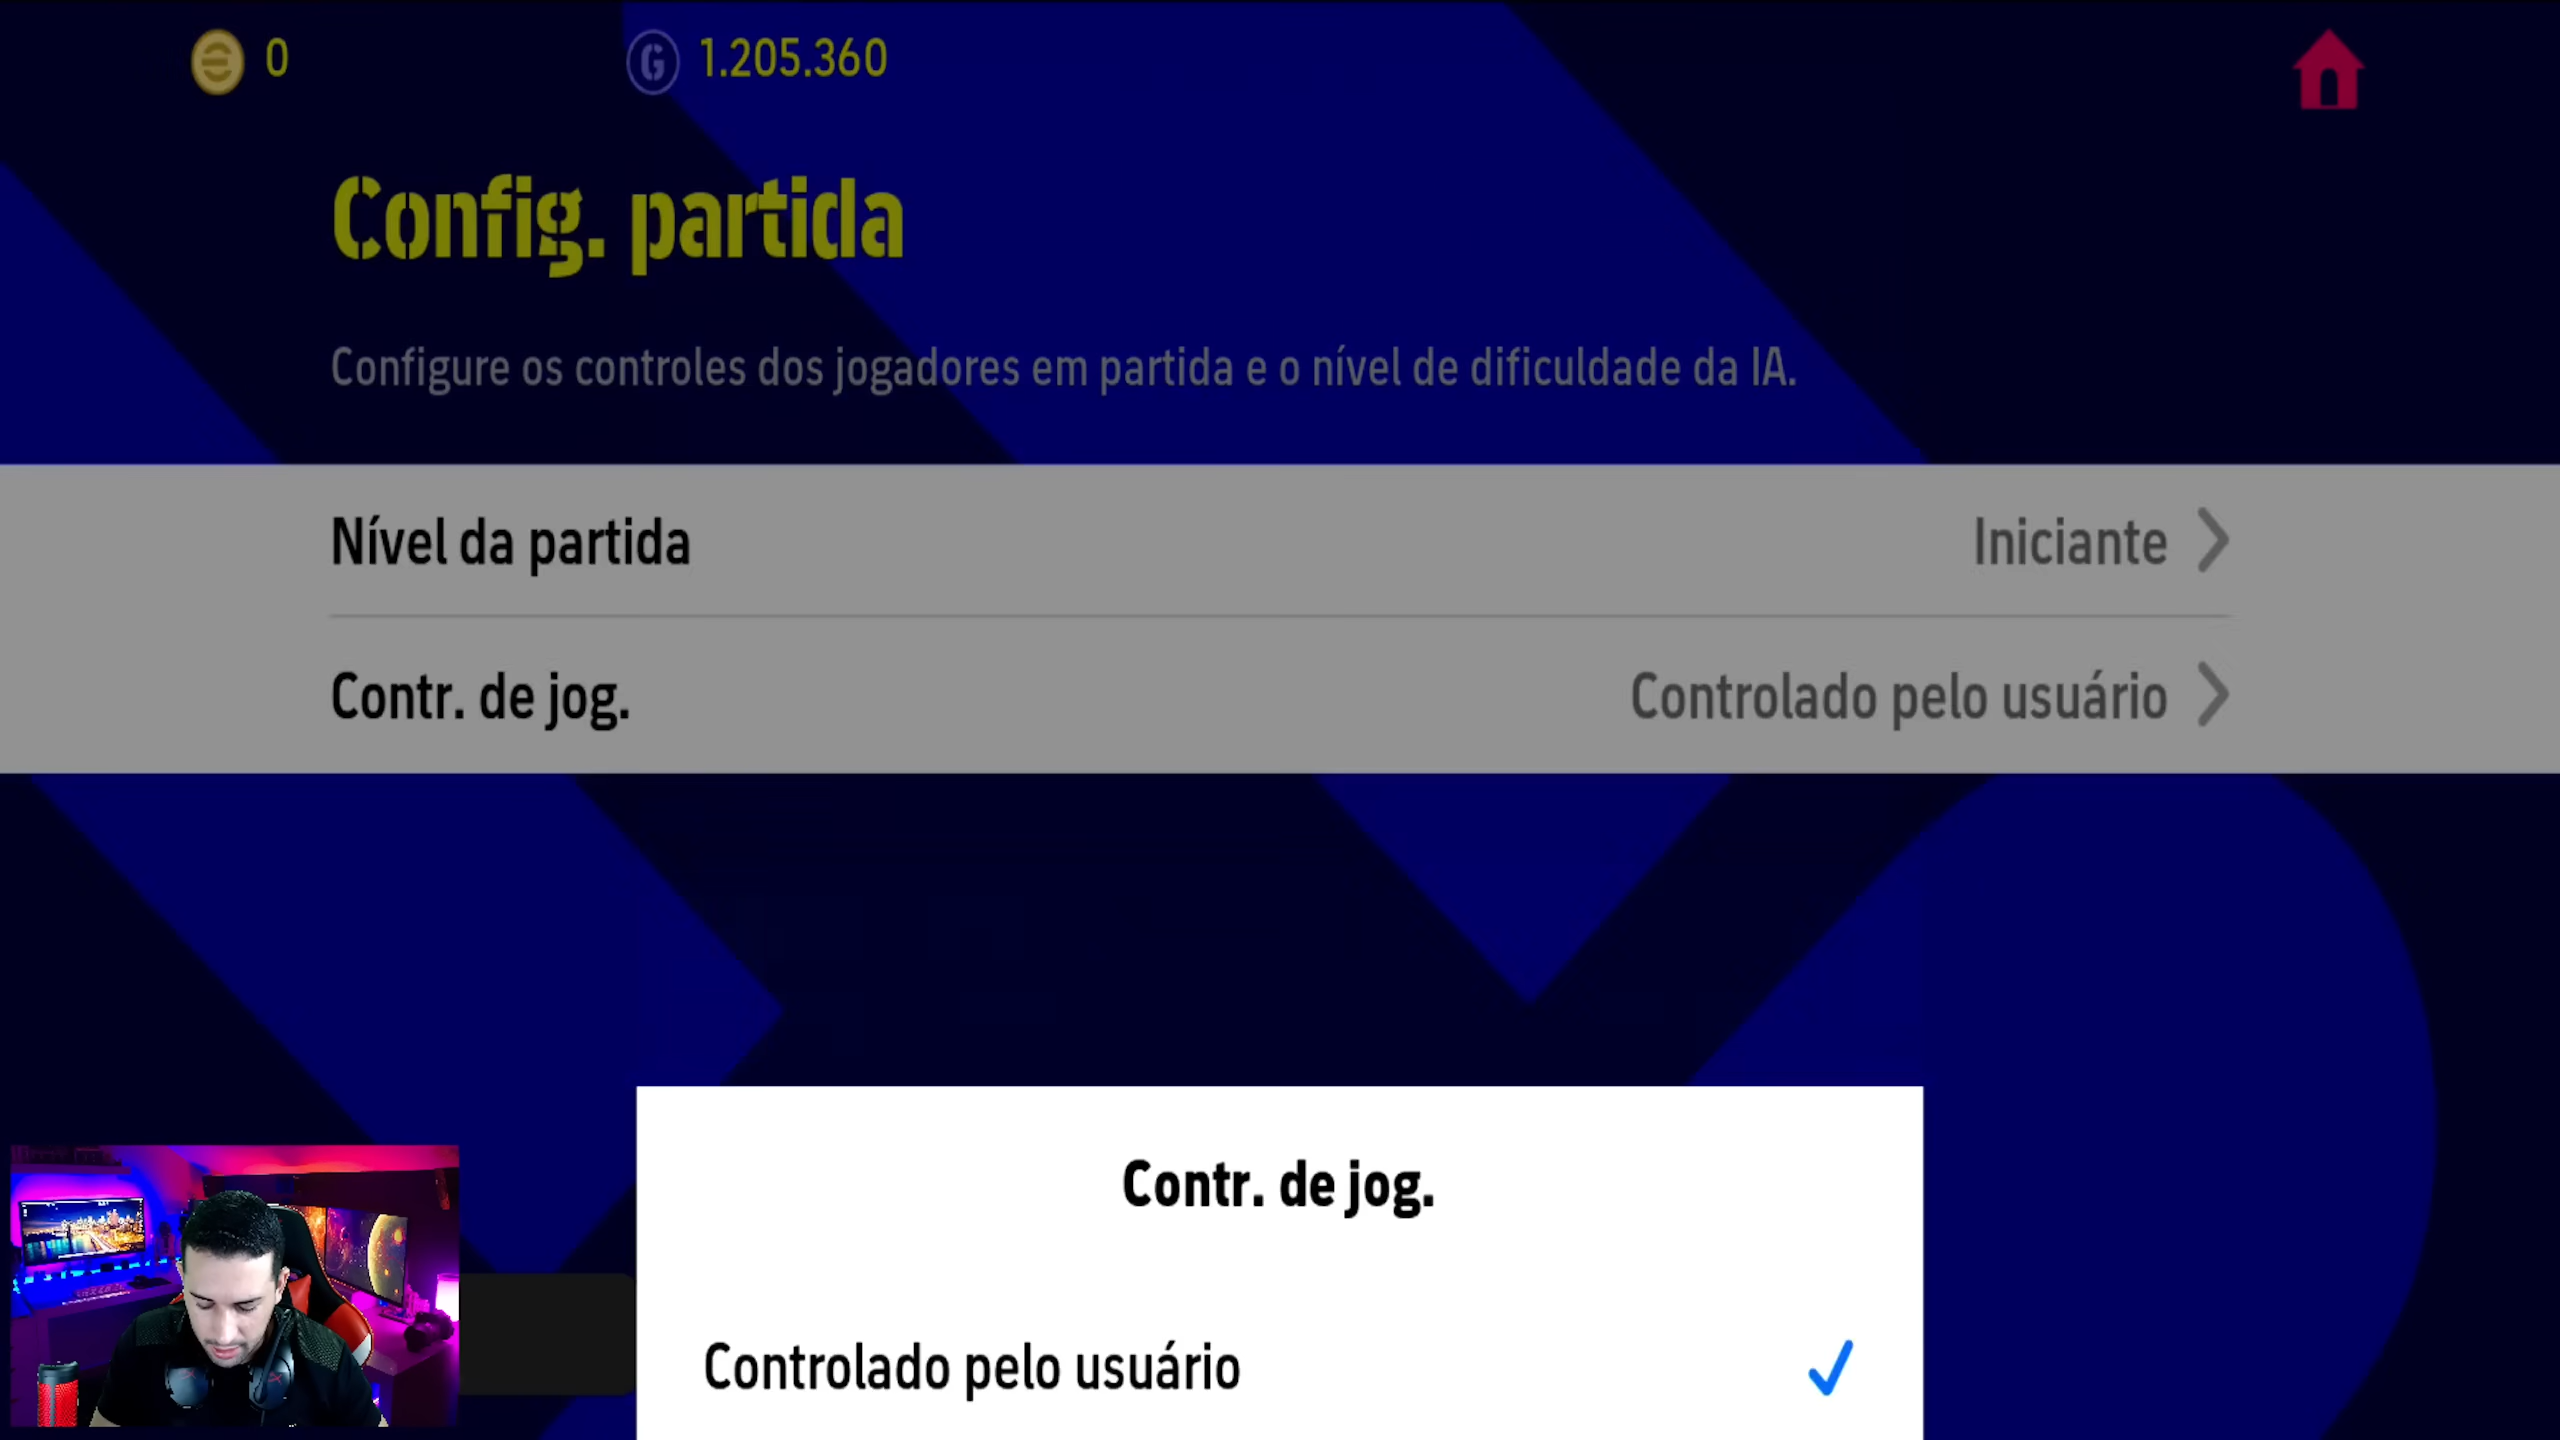 0
G 1.205.360
Config. partida
Configure os controles dos jogadores em partida e o nível de dificuldade da IA.
Nível da partida
Iniciante
Contr. de jog.
Controlado pelo usuário
Contr. de jog.
Controlado pelo usuário